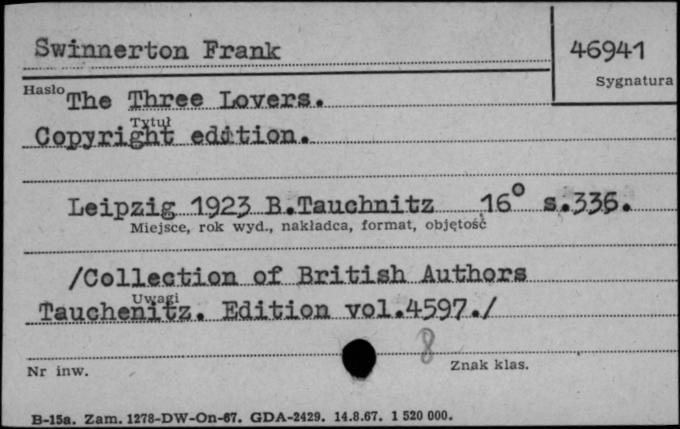 Swinnerton Frank
46941
Sygnatura
Hasło
The Three Lovers.
Tytuł
Copyright edition.
Leipzig 1923 B.Tauchnitz 16° s.336.
Miejsce, rok wyd., nakładca, format, objętość
/Collection of British Authors
Uwagi
Tauchenitz. Edition vol.4597./
8
Nr inw.
Znak klas.
B-15a. Zam. 1278-DW-On-67. GDA-2429. 14.8.67. 1 520 000.